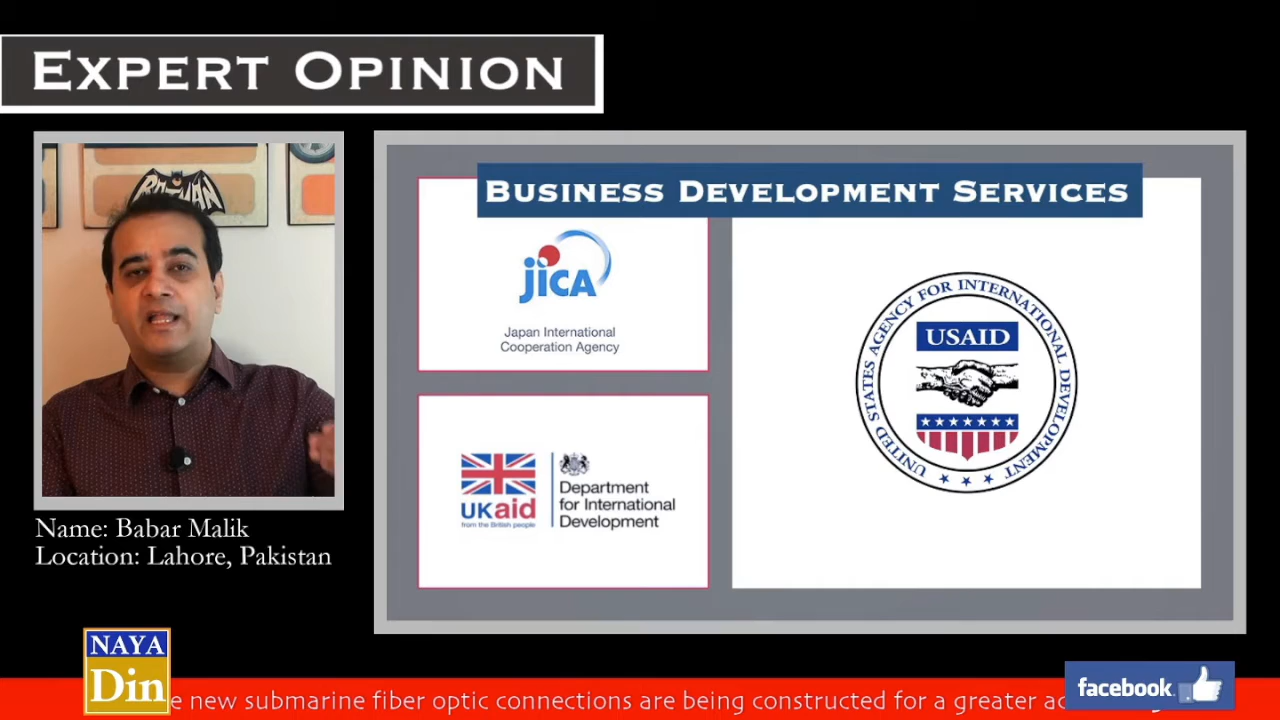 EXPERT OPINION
BATMAN
Name: Babar Malik
Location: Lahore, Pakistan
BUSINESS DEVELOPMENT SERVICES
jICA
Japan International
Cooperation Agency
UKaid
from the British people
Department
for International
Development
UNITED STATES AGENCY FOR INTERNATIONAL DEVELOPMENT
USAID
NAYA
Din
new submarine fiber optic connections are being constructed for a greater
facebook